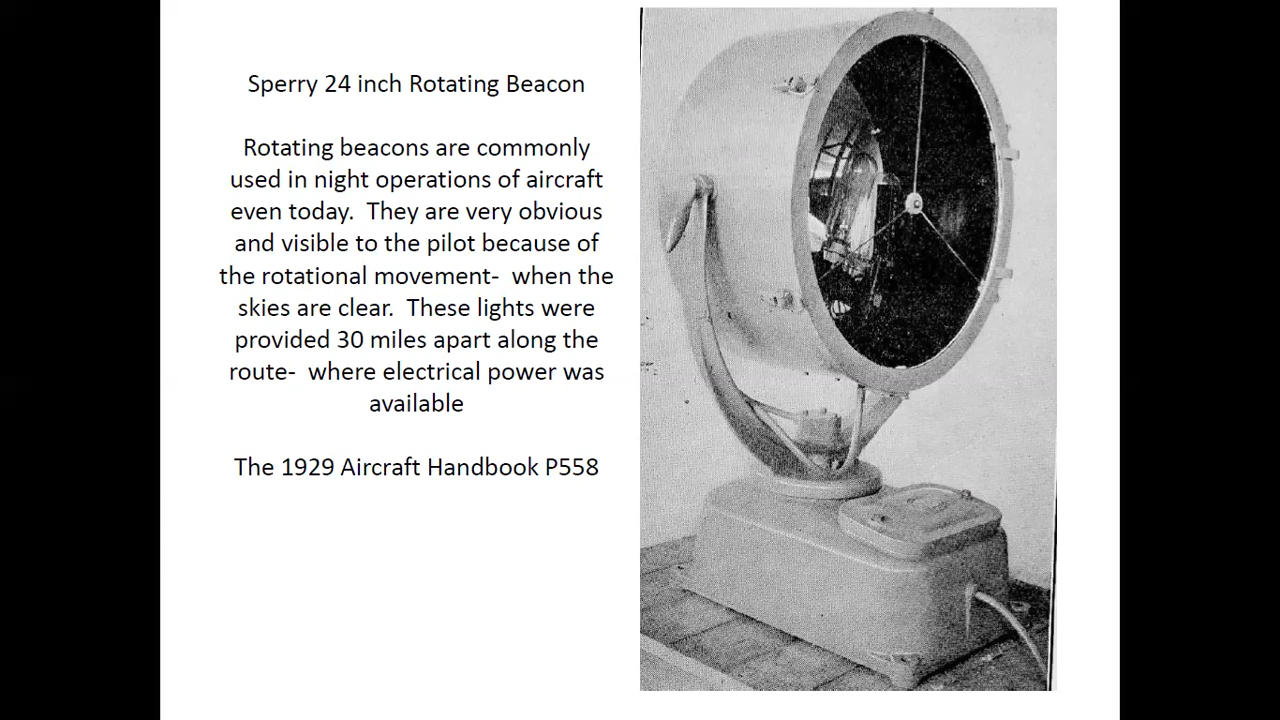 Sperry 24 inch Rotating Beacon
Rotating beacons are commonly
used in night operations of aircraft
even today.  They are very obvious
and visible to the pilot because of
the rotational movement-  when the
skies are clear.  These lights were
provided 30 miles apart along the
route-  where electrical power was
available
The 1929 Aircraft Handbook P558